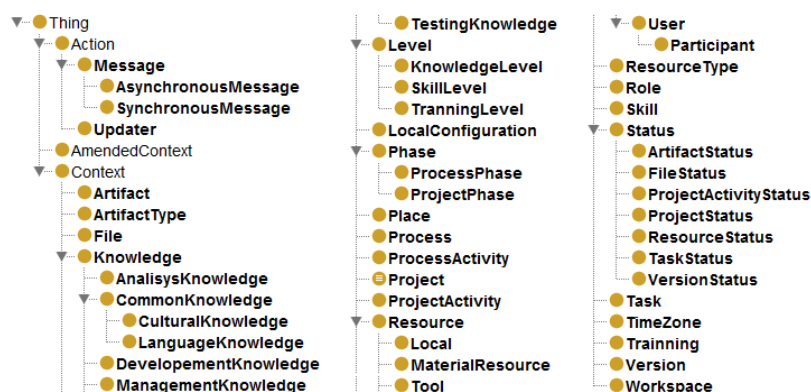 Thing
Action
Message
AsynchronousMessage
SynchronousMessage
Updater
AmendedContext
Context
Artifact
ArtifactType
File
Knowledge
AnalisysKnowledge
CommonKnowledge
CulturalKnowledge
LanguageKnowledge
DevelopementKnowledge
ManagementKnowledge
TestingKnowledge
Level
KnowledgeLevel
SkillLevel
TranningLevel
LocalConfiguration
Phase
ProcessPhase
ProjectPhase
Place
Process
ProcessActivity
Project
ProjectActivity
Resource
Local
MaterialResource
Tool
User
Participant
ResourceType
Role
Skill
Status
ArtifactStatus
FileStatus
ProjectActivityStatus
ProjectStatus
ResourceStatus
TaskStatus
VersionStatus
Task
TimeZone
Trainning
Version
Workspace